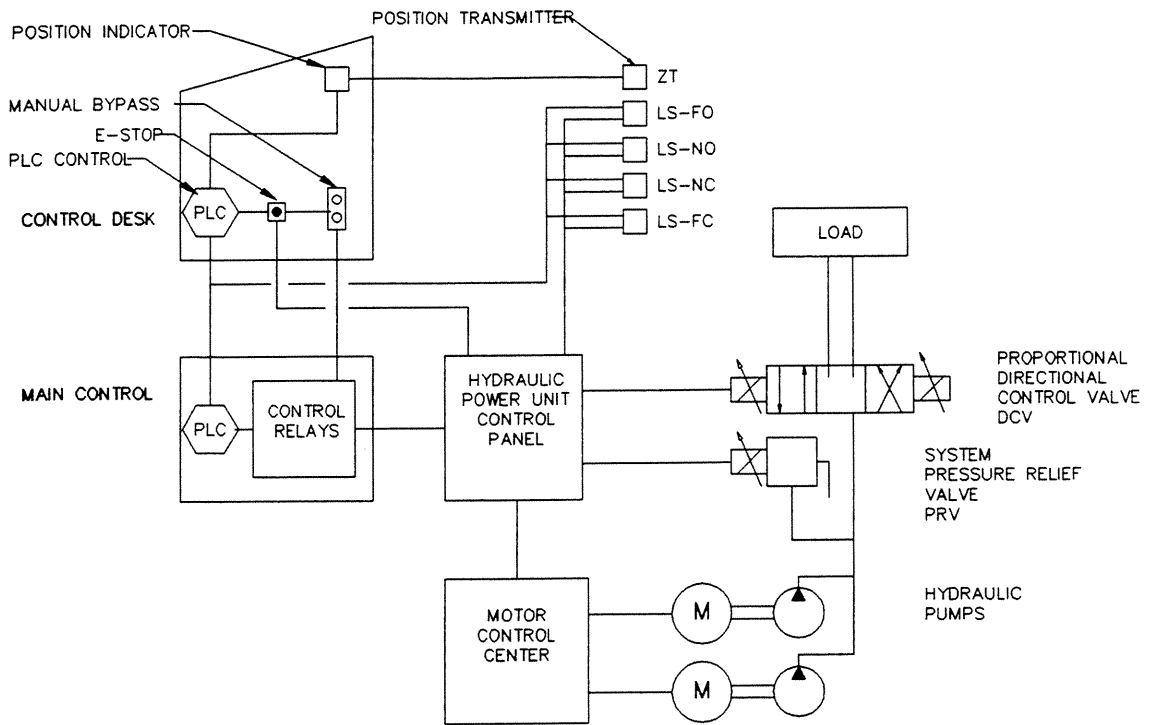 POSITION TRANSMITTER
POSITION INDICATOR
ZT
MANUAL BYPASS
LS-FO
E-STOP
LS-NO
PLC CONTROL
LS-NC
PLC
CONTROL DESK
LS-FC
LOAD
MAIN CONTROL
PLC
CONTROL
RELAYS
HYDRAULIC
POWER UNIT
CONTROL
PANEL
PROPORTIONAL
DIRECTIONAL
CONTROL VALVE
DCV
SYSTEM
PRESSURE RELIEF
VALVE
PRV
MOTOR
CONTROL
CENTER
M
M
HYDRAULIC
PUMPS